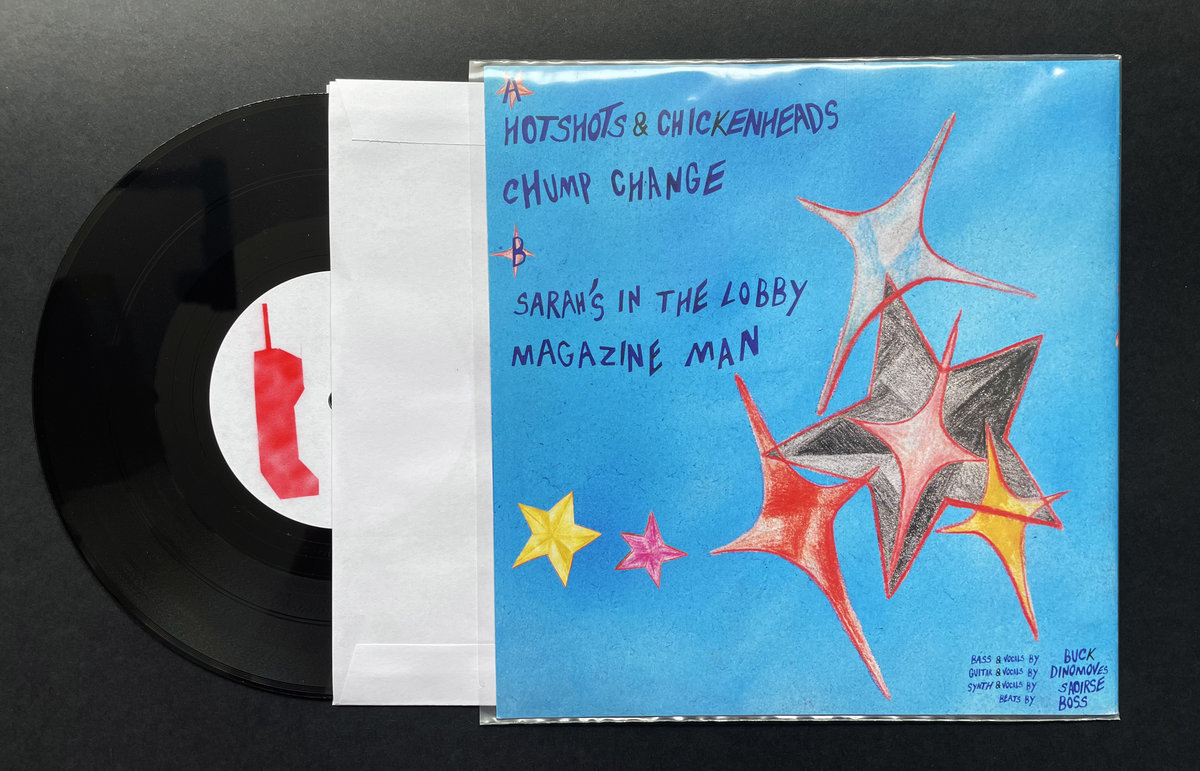 A
HOTSHOTS & CHICKENHEADS
CHUMP CHANGE
B
SARAH'S IN THE LOBBY
MAGAZINE MAN
BASS & VOCALS BY BUCK
GUITAR & VOCALS BY DINOMOVES
SYNTH & VOCALS BY SAOIRSE
BEATS BY BOSS